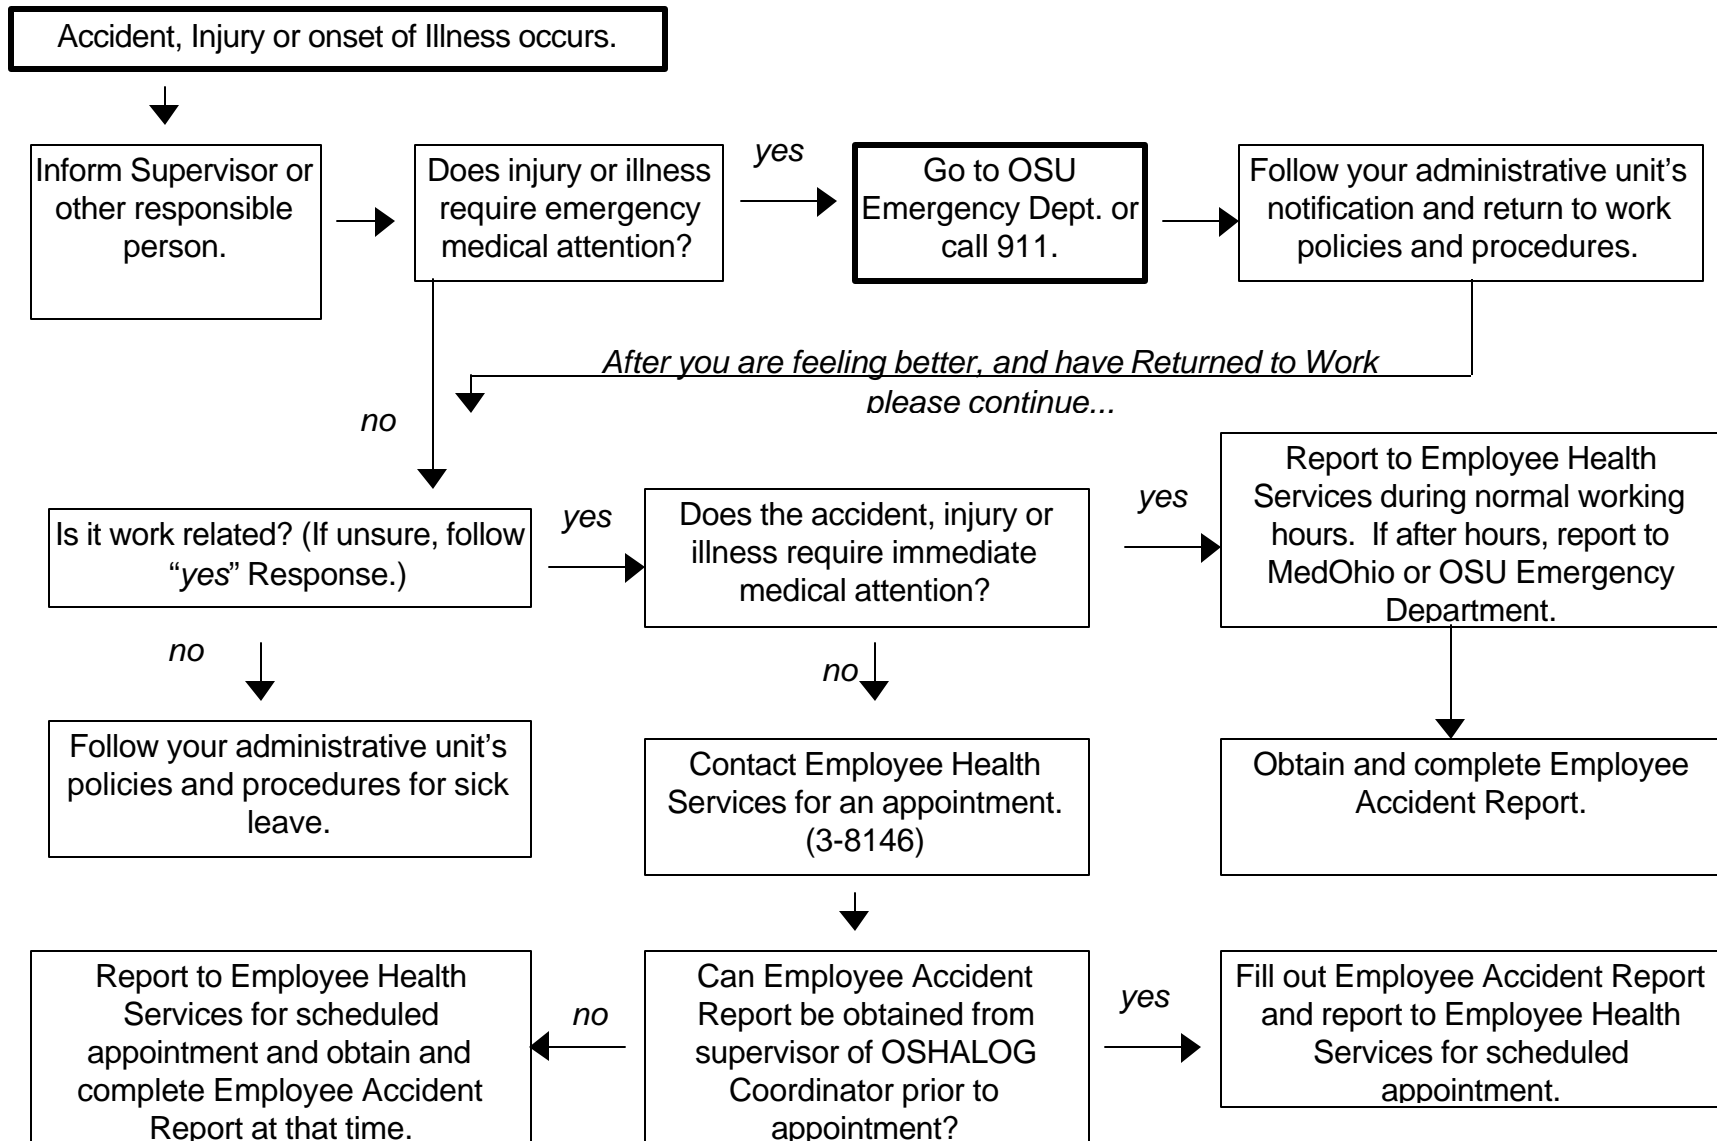 Accident, Injury or onset of Illness occurs.
Inform Supervisor or
other responsible
person.
Does injury or illness
require emergency
medical attention?
yes
Go to OSU
Emergency Dept. or
call 911.
Follow your administrative unit's
notification and return to work
policies and procedures.
After you are feeling better, and have Returned to Work
please continue...
no
Is it work related? (If unsure, follow
“yes” Response.)
yes
Does the accident, injury or
illness require immediate
medical attention?
yes
Report to Employee Health
Services during normal working
hours. If after hours, report to
MedOhio or OSU Emergency
Department.
no
Follow your administrative unit's
policies and procedures for sick
leave.
no
Contact Employee Health
Services for an appointment.
(3-8146)
Obtain and complete Employee
Accident Report.
Report to Employee Health
Services for scheduled
appointment and obtain and
complete Employee Accident
Report at that time.
no
Can Employee Accident
Report be obtained from
supervisor of OSHALOG
Coordinator prior to
appointment?
yes
Fill out Employee Accident Report
and report to Employee Health
Services for scheduled
appointment.